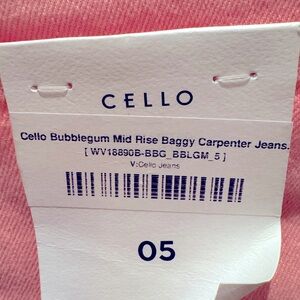 CELLO
Cello Bubblegum Mid Rise Baggy Carpenter Jeans.
[ WV18890B-BBG_BBLGM_5 ]
V:Cello Jeans
05